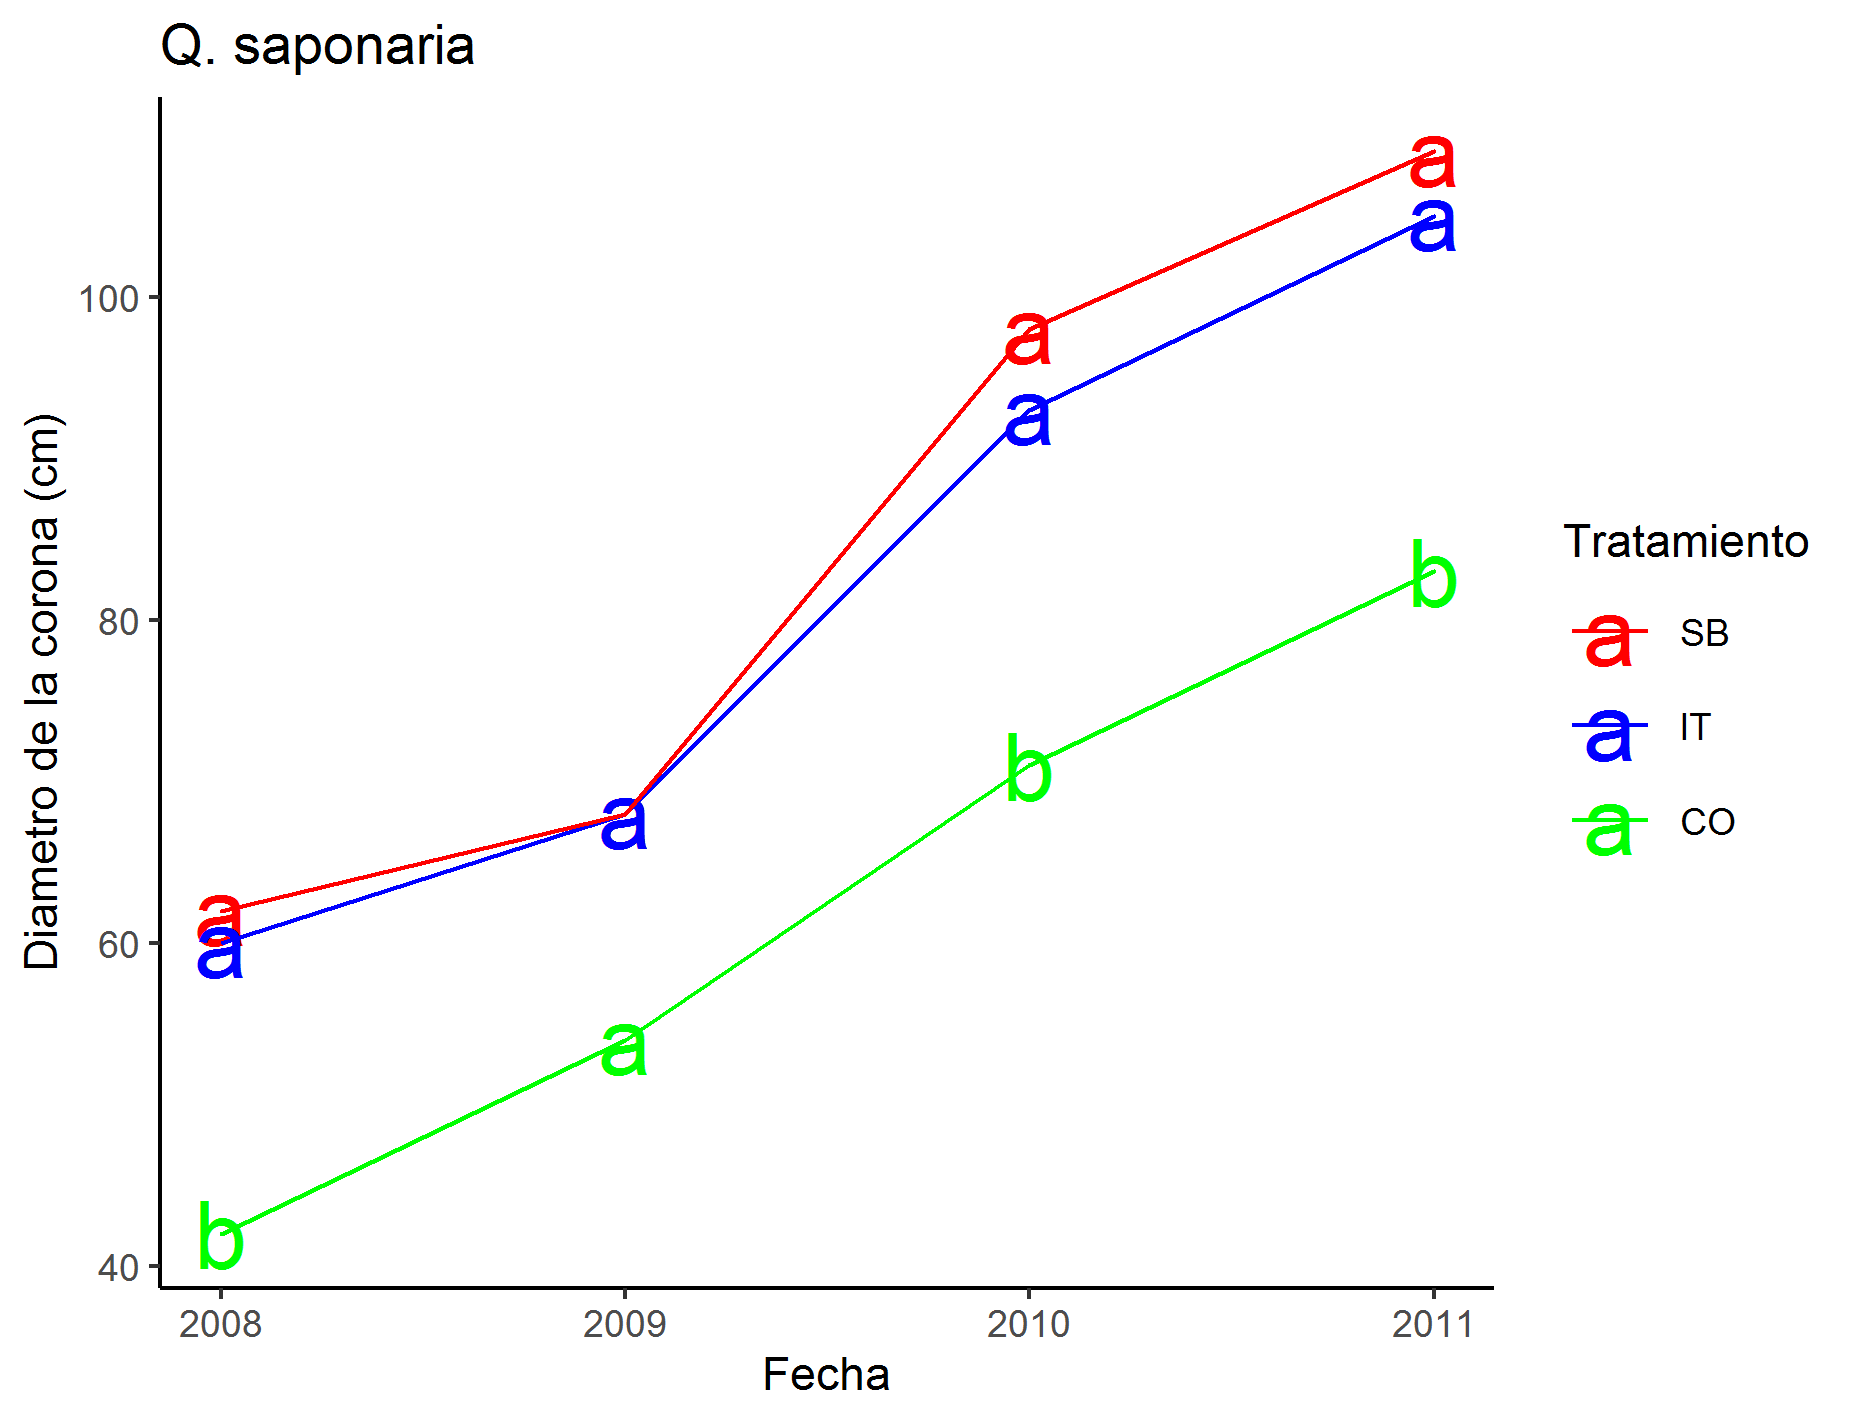 Q. saponaria
Diametro de la corona (cm)
100
80
60
40
a
a
a
a
a
a
a
b
b
a
b
2008
2009
2010
2011
Fecha
Tratamiento
a SB
a IT
a CO